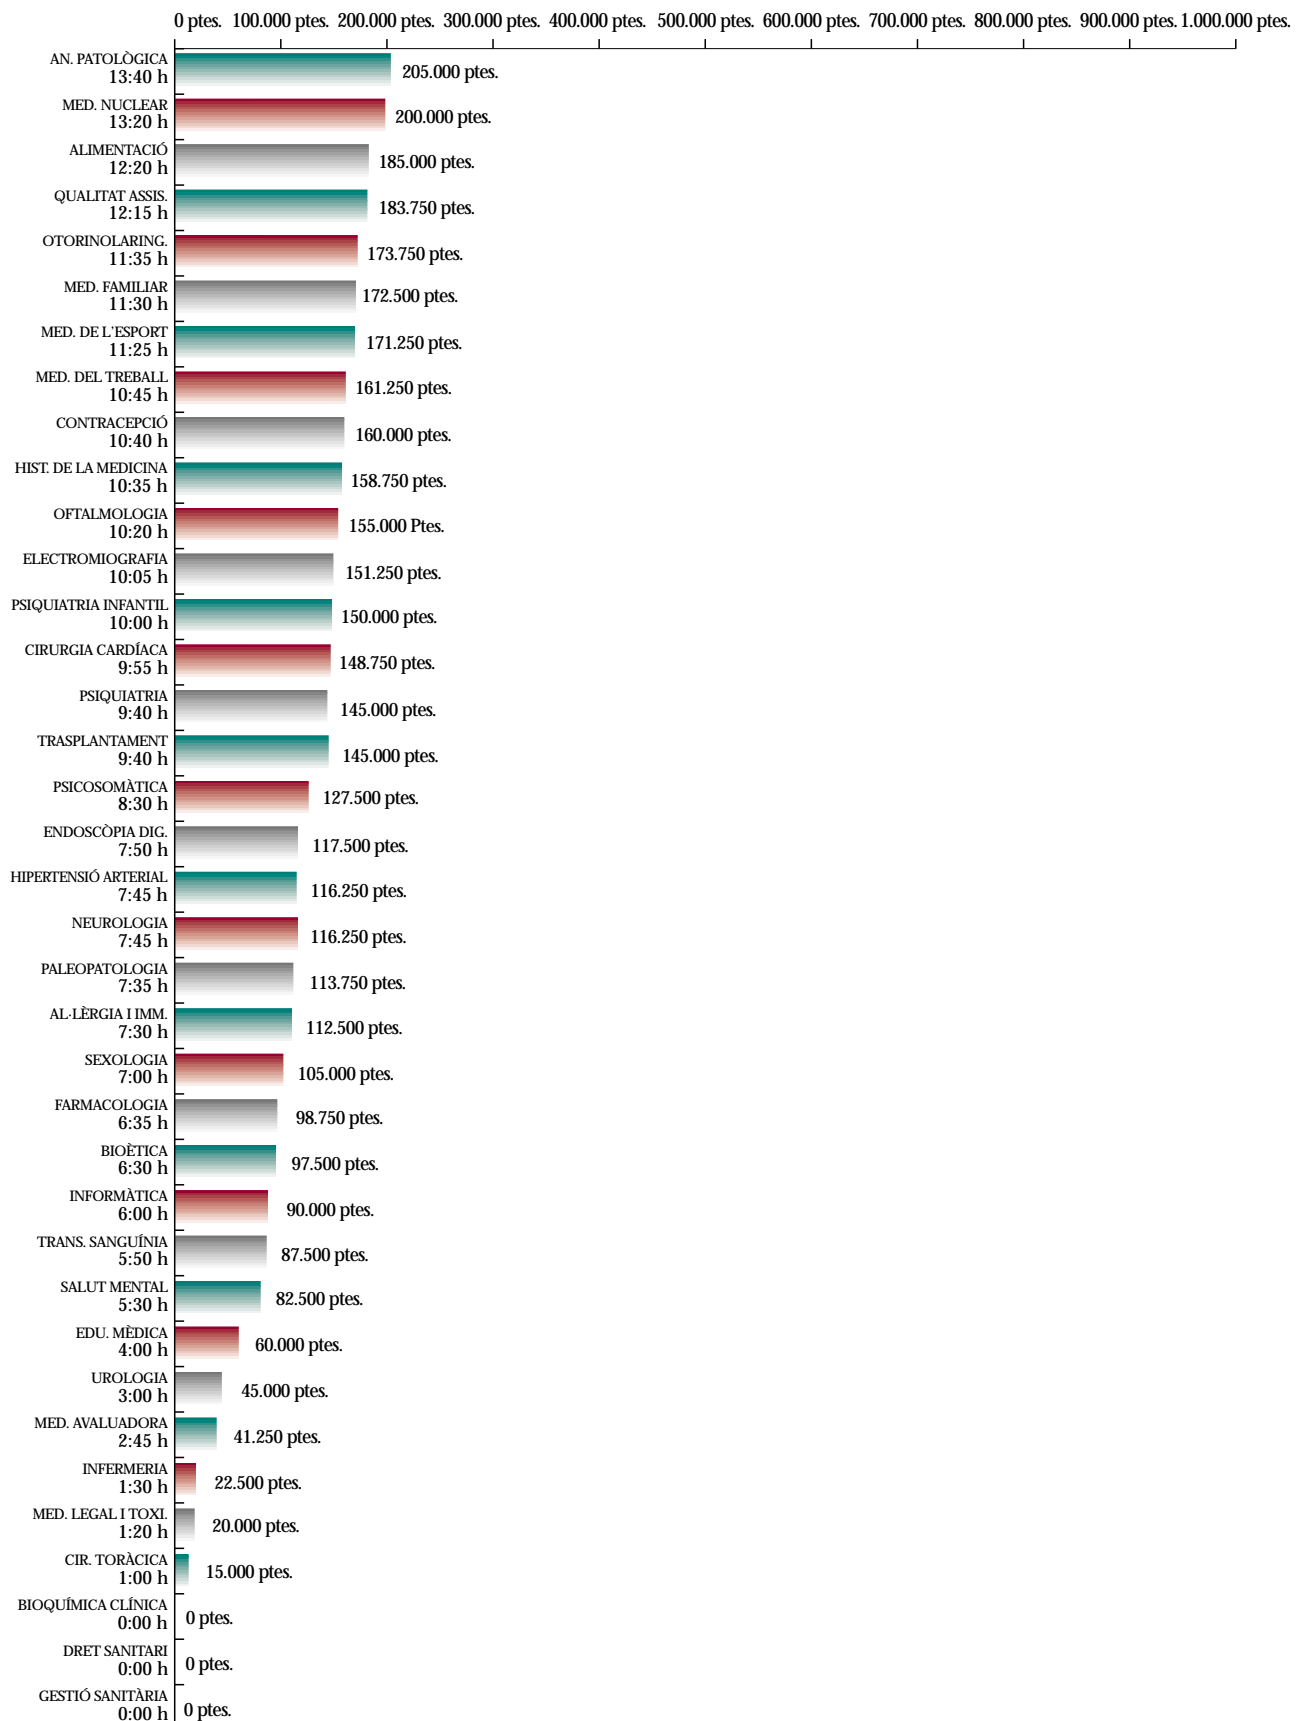 0 ptes. 100.000 ptes. 200.000 ptes. 300.000 ptes. 400.000 ptes. 500.000 ptes. 600.000 ptes. 700.000 ptes. 800.000 ptes. 900.000 ptes. 1.000.000 ptes.
AN. PATOLÒGICA
13:40 h 205.000 ptes.
MED. NUCLEAR
13:20 h 200.000 ptes.
ALIMENTACIÓ
12:20 h 185.000 ptes.
QUALITAT ASSIS.
12:15 h 183.750 ptes.
OTORINOLARING.
11:35 h 173.750 ptes.
MED. FAMILIAR
11:30 h 172.500 ptes.
MED. DE L'ESPORT
11:25 h 171.250 ptes.
MED. DEL TREBALL
10:45 h 161.250 ptes.
CONTRACEPCIÓ
10:40 h 160.000 ptes.
HIST. DE LA MEDICINA
10:35 h 158.750 ptes.
OFTALMOLOGIA
10:20 h 155.000 Ptes.
ELECTROMIOGRAFIA
10:05 h 151.250 ptes.
PSIQUIATRIA INFANTIL
10:00 h 150.000 ptes.
CIRURGIA CARDÍACA
9:55 h 148.750 ptes.
PSIQUIATRIA
9:40 h 145.000 ptes.
TRASPLANTAMENT
9:40 h 145.000 ptes.
PSICOSOMÀTICA
8:30 h 127.500 ptes.
ENDOSCÒPIA DIG.
7:50 h 117.500 ptes.
HIPERTENSIÓ ARTERIAL
7:45 h 116.250 ptes.
NEUROLOGIA
7:45 h 116.250 ptes.
PALEOPATOLOGIA
7:35 h 113.750 ptes.
AL·LÈRGIA I IMM.
7:30 h 112.500 ptes.
SEXOLOGIA
7:00 h 105.000 ptes.
FARMACOLOGIA
6:35 h 98.750 ptes.
BIOÈTICA
6:30 h 97.500 ptes.
INFORMÀTICA
6:00 h 90.000 ptes.
TRANS. SANGUÍNIA
5:50 h 87.500 ptes.
SALUT MENTAL
5:30 h 82.500 ptes.
EDU. MÈDICA
4:00 h 60.000 ptes.
UROLOGIA
3:00 h 45.000 ptes.
MED. AVALUADORA
2:45 h 41.250 ptes.
INFERMERIA
1:30 h 22.500 ptes.
MED. LEGAL I TOXI.
1:20 h 20.000 ptes.
CIR. TORÀCICA
1:00 h 15.000 ptes.
BIOQUÍMICA CLÍNICA
0:00 h 0 ptes.
DRET SANITARI
0:00 h 0 ptes.
GESTIÓ SANITÀRIA
0:00 h 0 ptes.